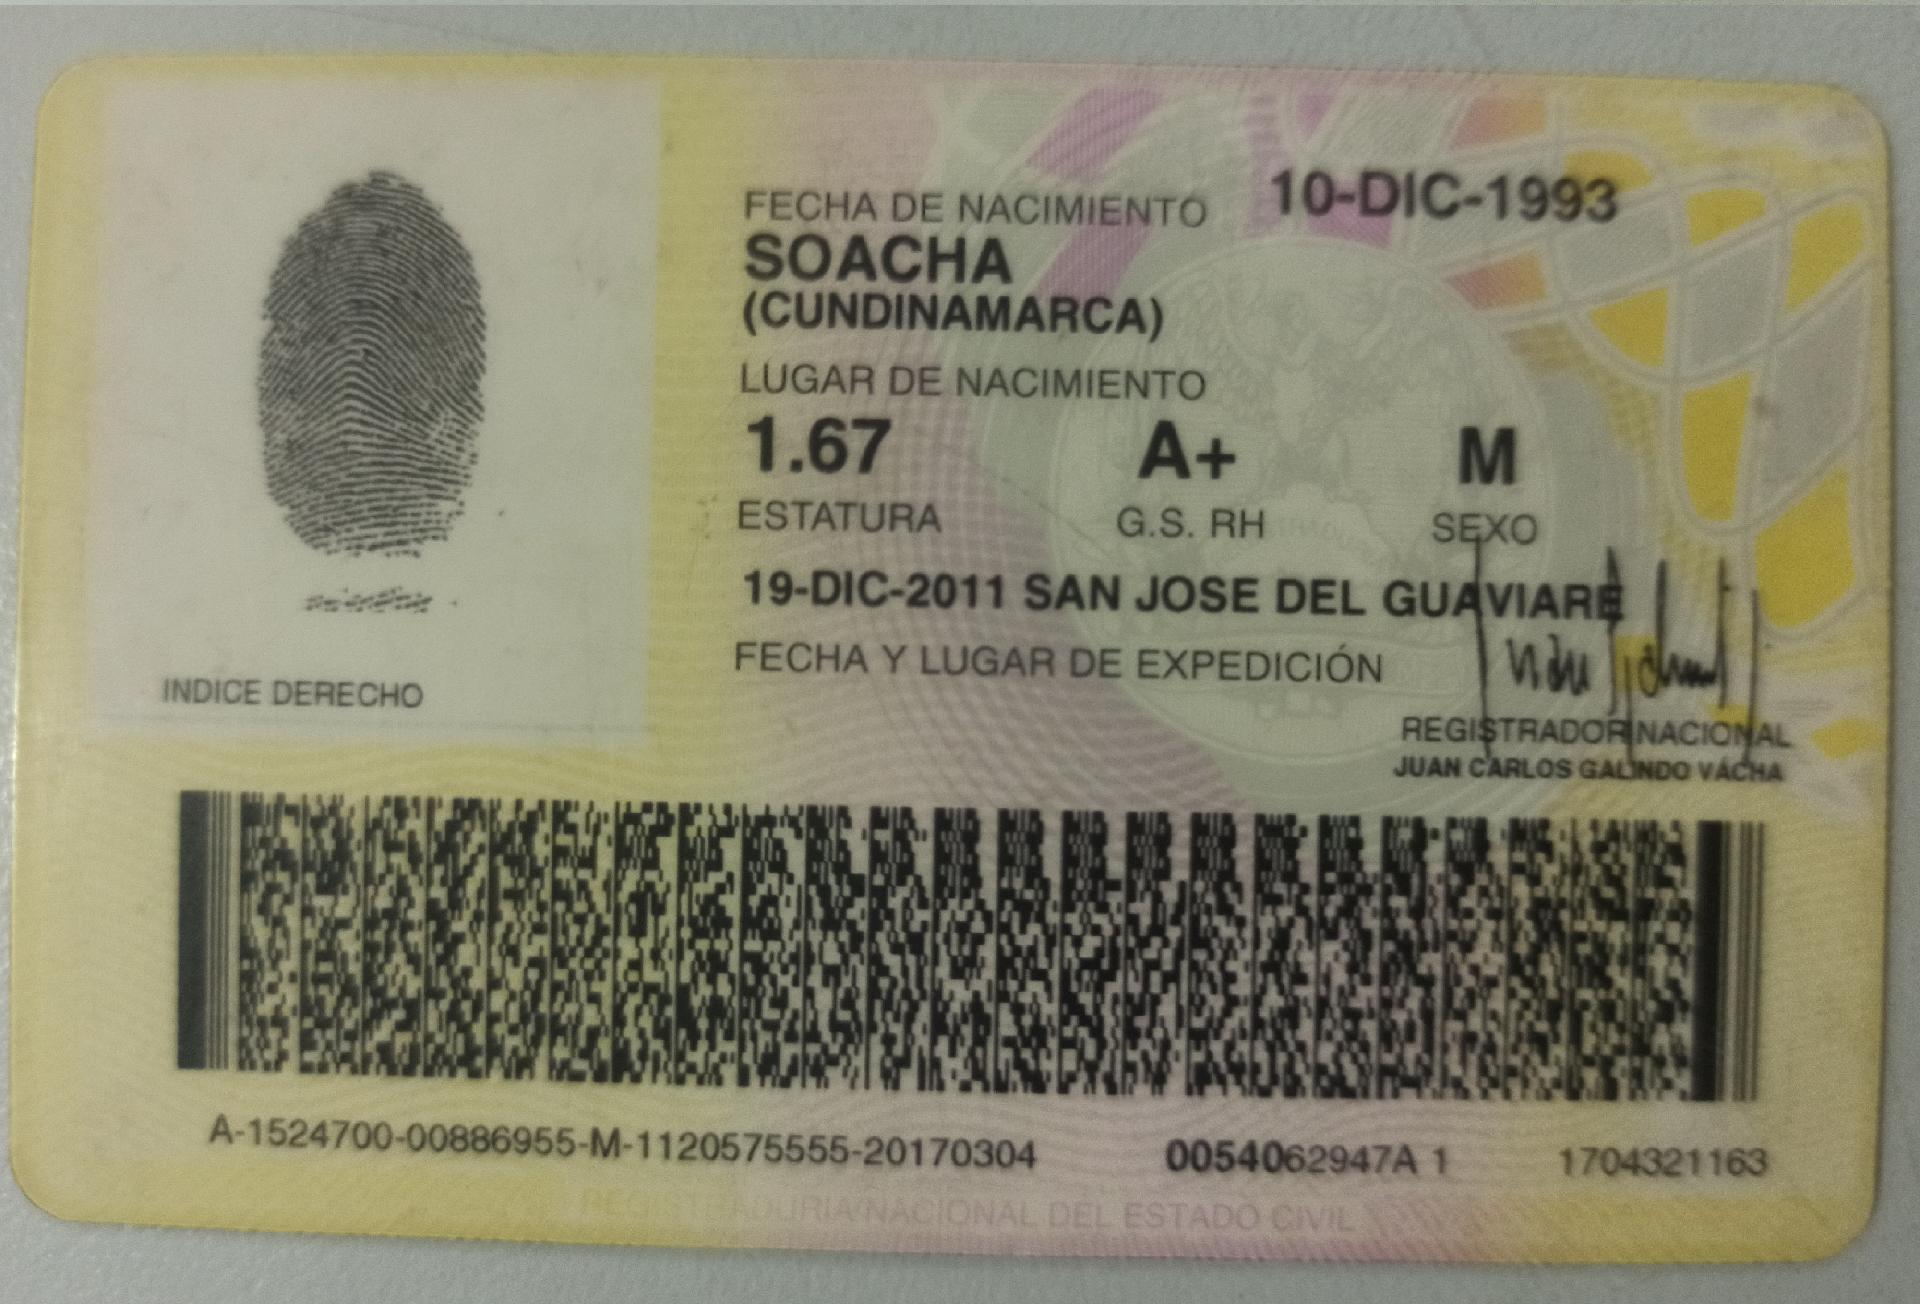 FECHA DE NACIMIENTO 10-DIC-1993
SOACHA
(CUNDINAMARCA)
LUGAR DE NACIMIENTO
1.67 A+ M
ESTATURA G.S. RH SEXO
19-DIC-2011 SAN JOSE DEL GUAVIARE
FECHA Y LUGAR DE EXPEDICIÓN
INDICE DERECHO
REGISTRADOR NACIONAL
JUAN CARLOS GALINDO VÁCHA
A-1524700-00886955-M-1120575555-20170304 0054062947A 1 1704321163
REGISTRADURIA NACIONAL DEL ESTADO CIVIL